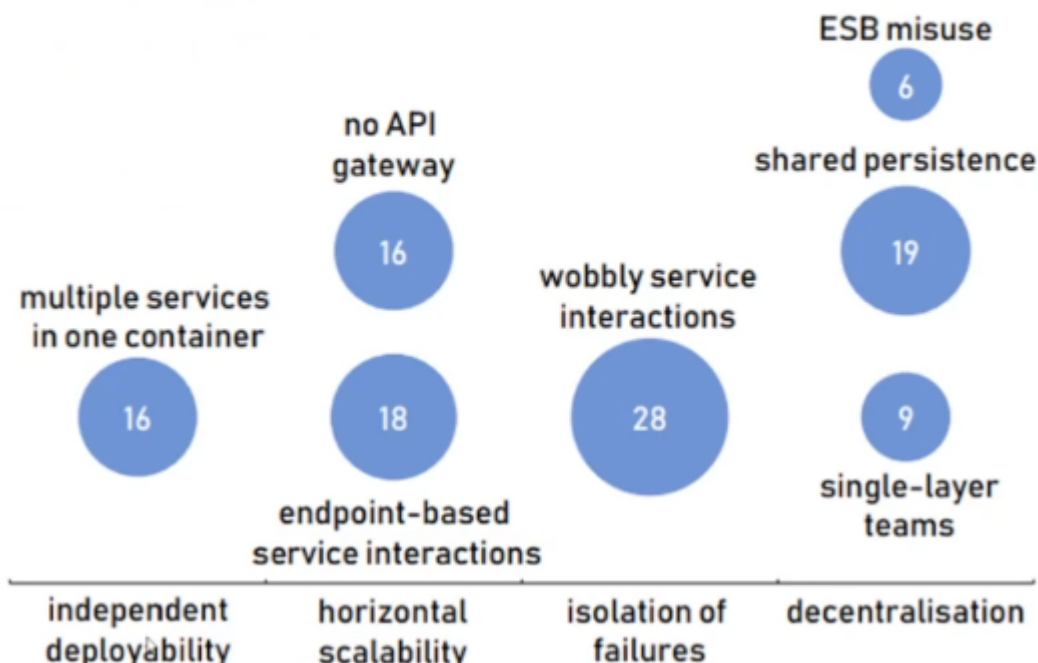 ESB misuse
6
no API
gateway
16
shared persistence
19
multiple services
in one container
16
wobbly service
interactions
28
18
endpoint-based
service interactions
9
single-layer
teams
independent
deployability
horizontal
scalability
isolation of
failures
decentralisation